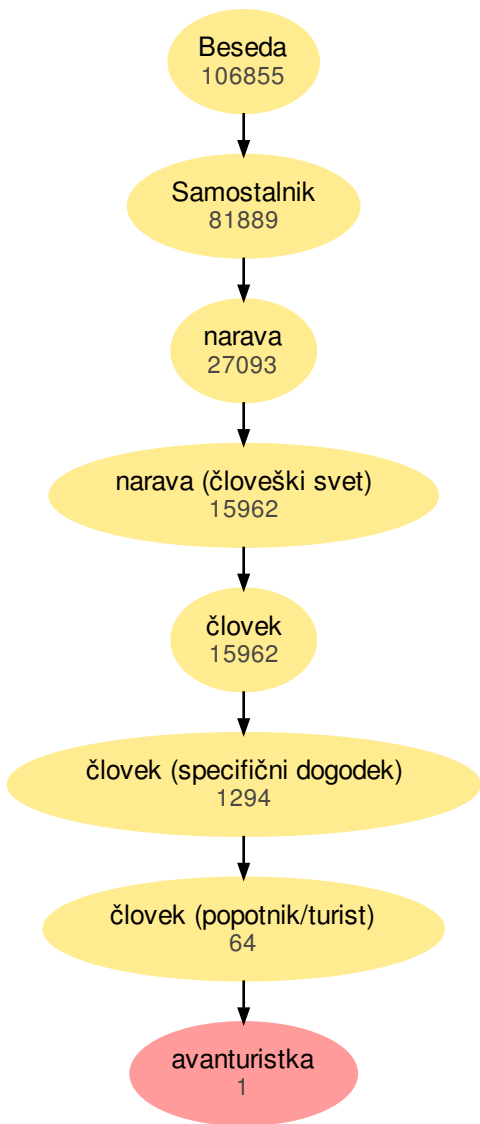 Beseda
106855
Samostalnik
81889
narava
27093
narava (človeški svet)
15962
človek
15962
človek (specifični dogodek)
1294
človek (popotnik/turist)
64
avanturistka
1